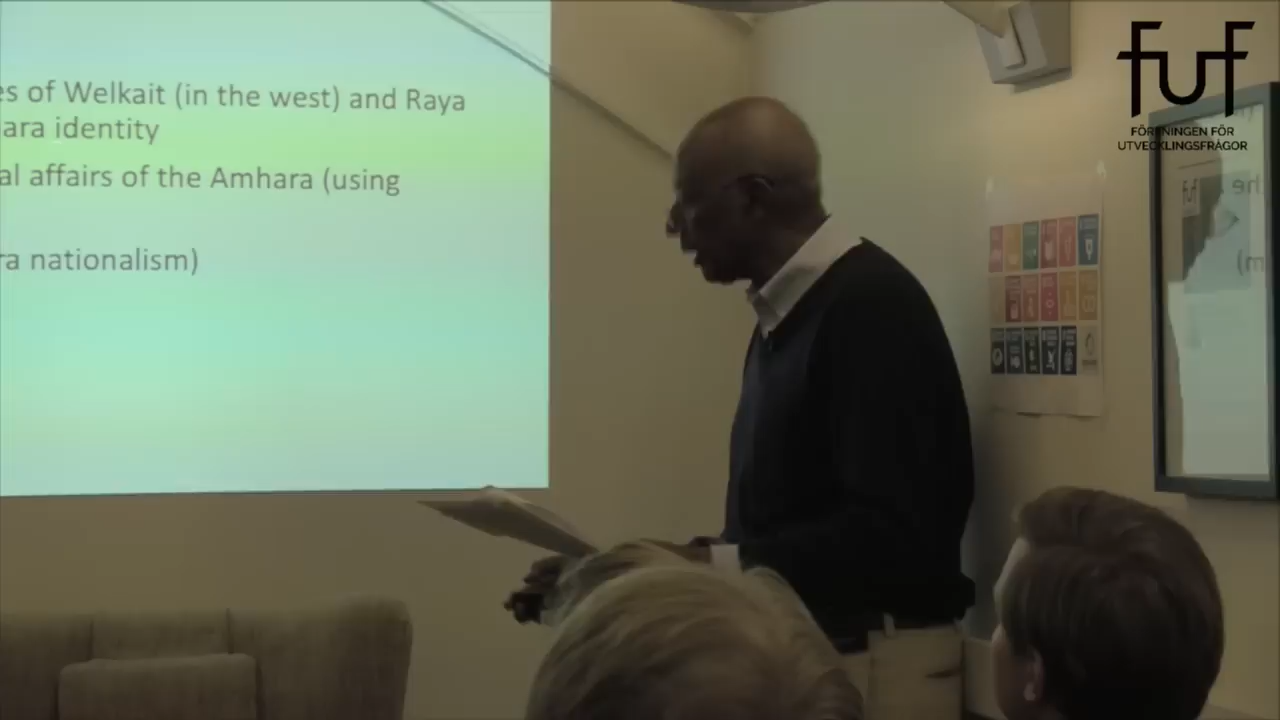 es of Welkait (in the west) and Raya
ara identity
al affairs of the Amhara (using
ra nationalism)
fuf
FÖRENINGEN FÖR
UTVECKLINGSFRÅGOR